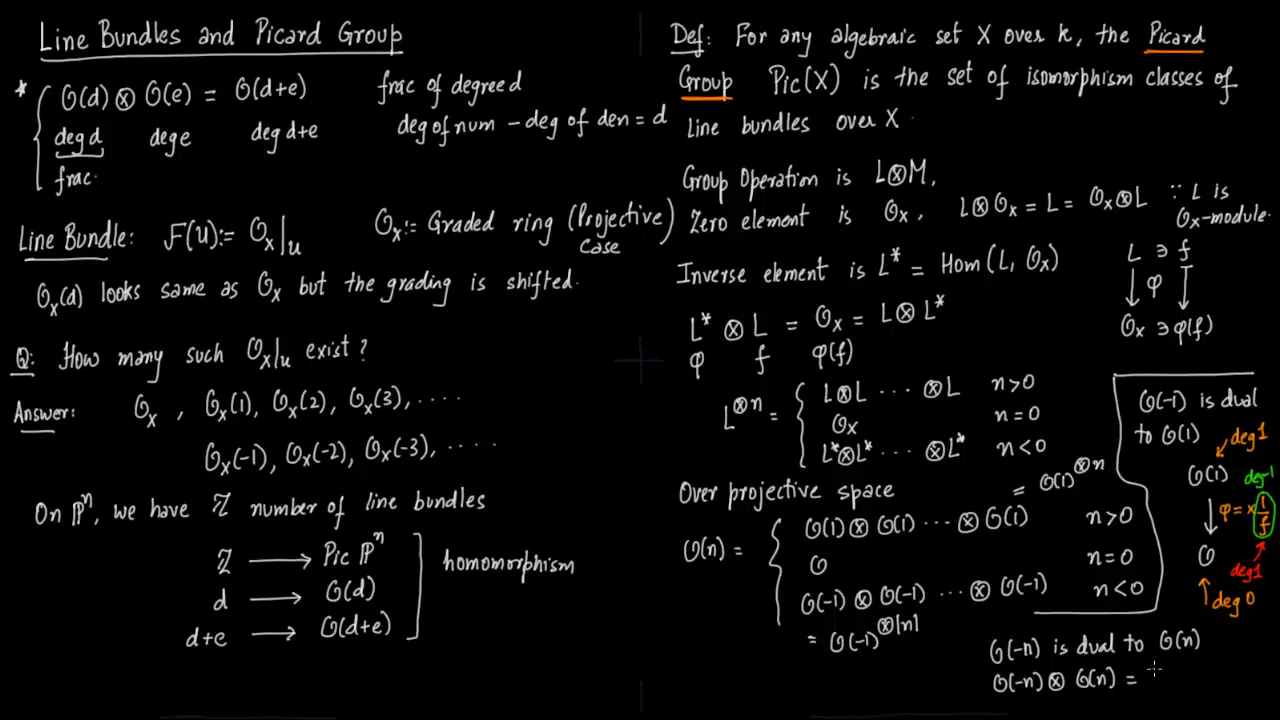 Line Bundles and Picard Group
* O(d) ⊗ O(e) = O(d+e) frac of degree d
deg d deg e deg d+e deg of num - deg of den = d
frac.
Line Bundle: F(U) := O_X|_U O_X := Graded ring (Projective case)
O_X(d) looks same as O_X but the grading is shifted.
Q: How many such O_X|_U exist?
Answer: O_X, O_X(1), O_X(2), O_X(3), ....
O_X(-1), O_X(-2), O_X(-3), ....
On ℙ^n, we have ℤ number of line bundles
ℤ → Pic ℙ^n
d → O(d) homomorphism
d+e → O(d+e)
Def: For any algebraic set X over k, the Picard
Group Pic(X) is the set of isomorphism classes of
Line bundles over X.
Group Operation is L⊗M,
Zero element is O_X, L⊗O_X = L = O_X⊗L ∵ L is O_X-module.
Inverse element is L* = Hom(L, O_X)
L ∋ f
↓ φ ↓
O_X ∋ φ(f)
L* ⊗ L = O_X = L⊗L*
φ f φ(f)
L^⊗n = { L⊗L ... ⊗L n>0
O_X n=0
L*⊗L* ... ⊗L* n<0
Over projective space = O(1)^⊗n
O(n) = { O(1) ⊗ O(1) ... ⊗ O(1) n>0
O n=0
O(-1) ⊗ O(-1) ... ⊗ O(-1) n<0
= O(-1)^⊗|n|
O(-1) is dual
to O(1)
deg 1
O(1) deg -1
↓ φ = × 1/f
O deg 1
deg 0
O(-n) is dual to O(n)
O(-n) ⊗ O(n) =